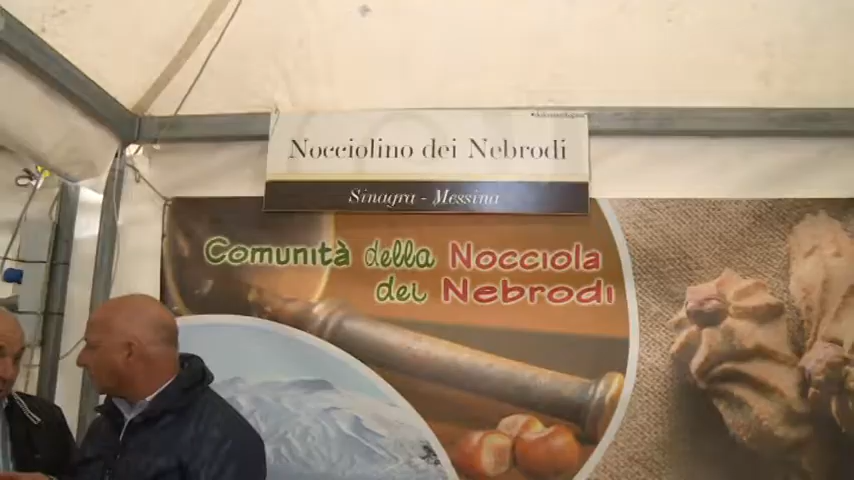 Nocciolino dei Nebrodi
Sinagra - Messina
Comunità della Nocciola
dei Nebrodi